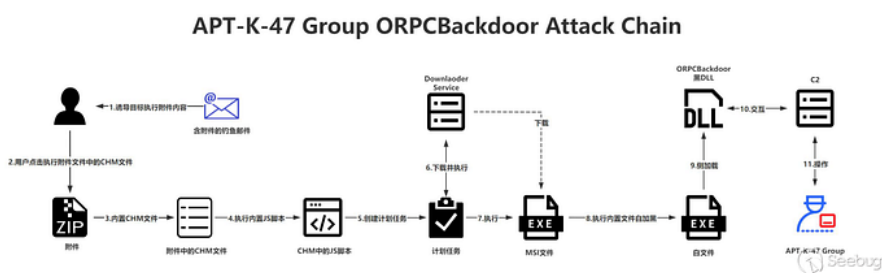 APT-K-47 Group ORPCBackdoor Attack Chain
1.诱导目标执行附件内容
@
含附件的钓鱼邮件
2.用户点击执行附件文件中的CHM文件
ZIP
附件
3.内置CHM文件
附件中的CHM文件
4.执行内置JS脚本
CHM中的JS脚本
5.创建计划任务
Downlaoder
Service
6.下载并执行
计划任务
下载
7.执行
EXE
MSI文件
8.执行内置文件白加黑
EXE
白文件
9.侧加载
ORPCBackdoor
黑DLL
DLL
10.交互
C2
11.操作
APT-K-47 Group
Seebug